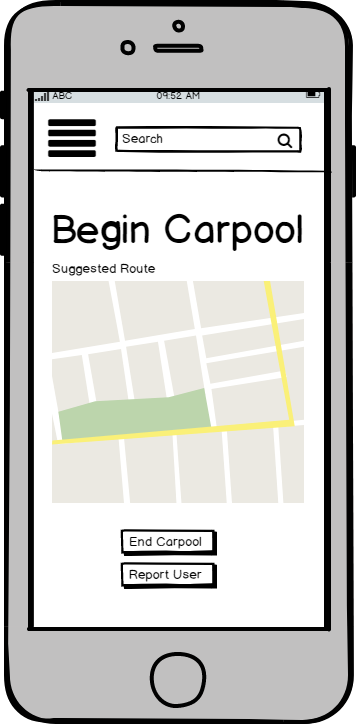 ABC 09:52 AM
Search
Begin Carpool
Suggested Route
End Carpool
Report User